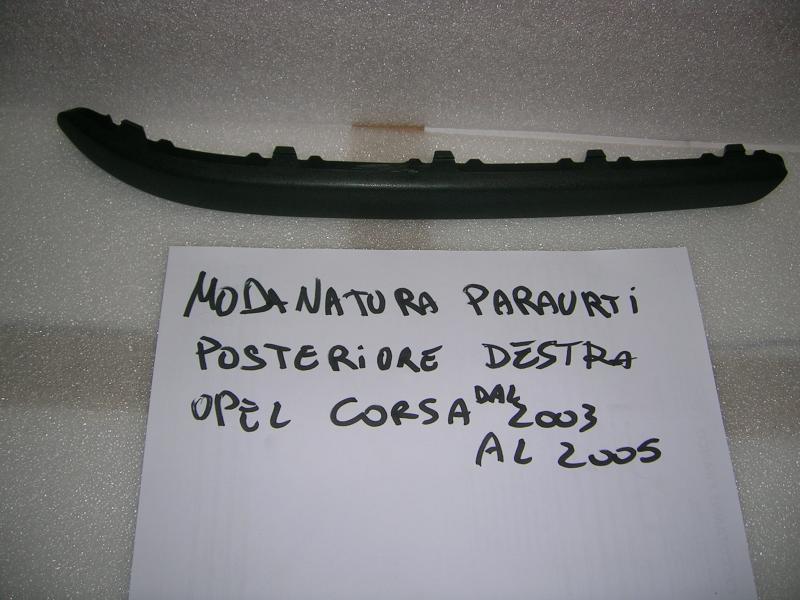 MODANATURA PARAURTI
POSTERIORE DESTRA
OPEL CORSA DAL 2003
AL 2005